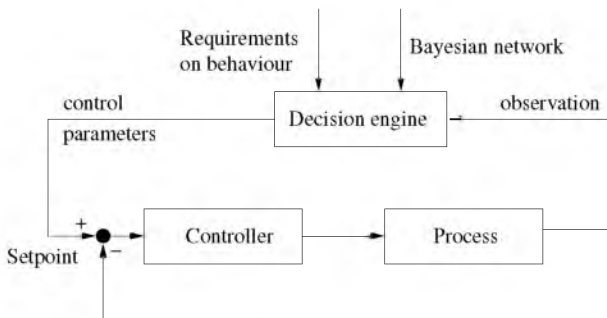 Requirements
on behaviour
Bayesian network
control
parameters
Decision engine
observation
+
−
Setpoint
Controller
Process